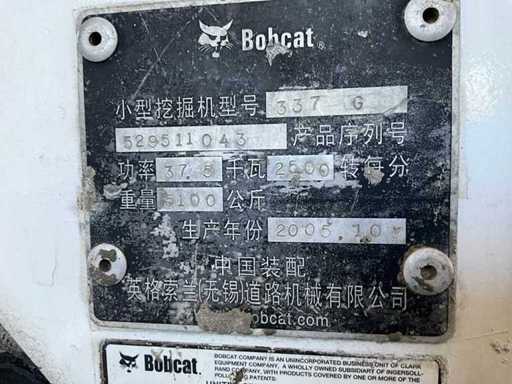 Bobcat®
小型挖掘机型号 337 G
529511043 产品序列号
功率 37.5 千瓦 2500 转每分
重量 5100 公斤
生产年份 2005.10
中国装配
英格索兰(无锡)道路机械有限公司
obcat.com
Bobcat®
BOBCAT COMPANY IS AN UNINCORPORATED BUSINESS UNIT OF CLARK
EQUIPMENT COMPANY, A WHOLLY OWNED SUBSIDIARY OF INGERSOLL-
RAND COMPANY, WITH PRODUCTS COVERED BY ONE OR MORE OF THE
FOLLOWING PATENTS: